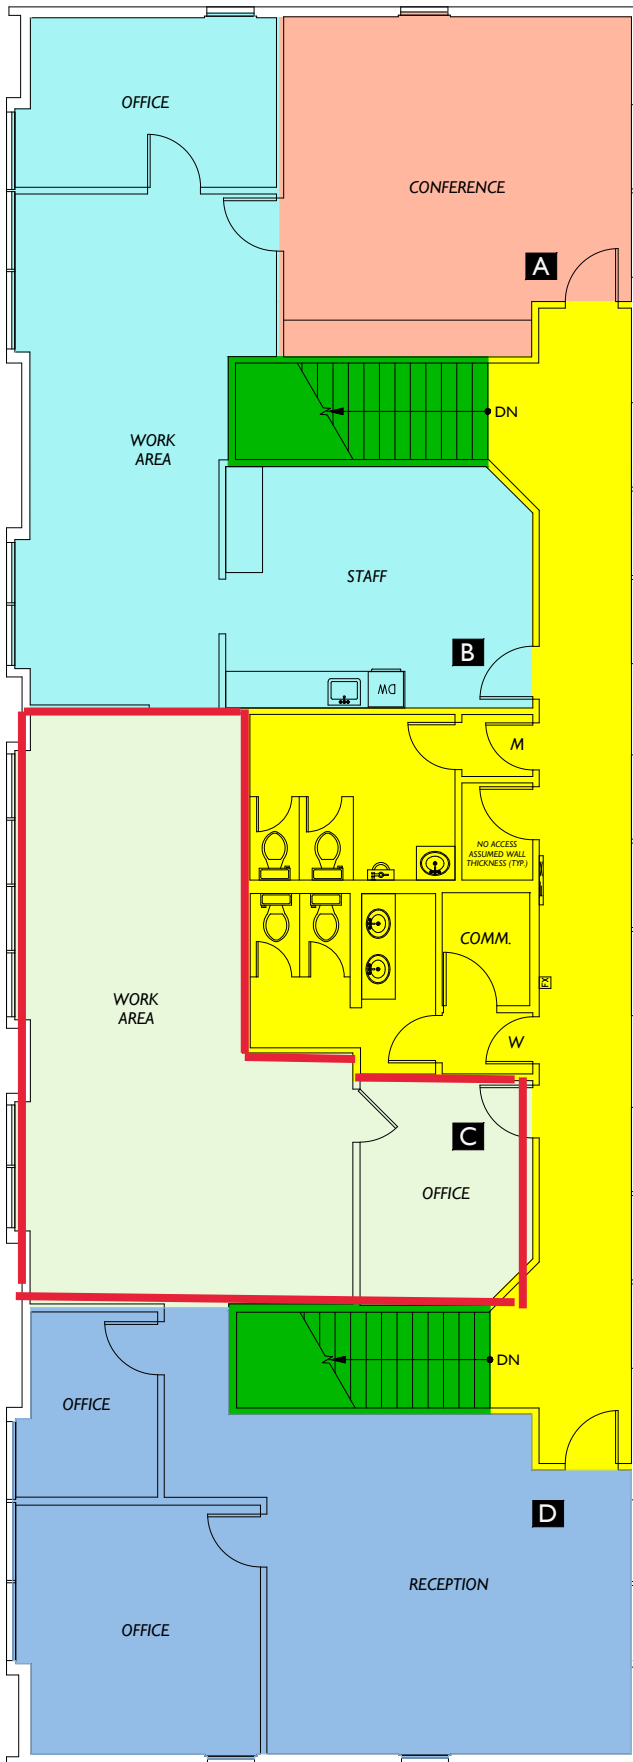 OFFICE
CONFERENCE
A
DN
WORK
AREA
STAFF
B
DW
M
NO ACCESS
ASSUMED WALL
THICKNESS (TYP.)
COMM.
FX
WORK
AREA
W
C
OFFICE
DN
OFFICE
D
RECEPTION
OFFICE